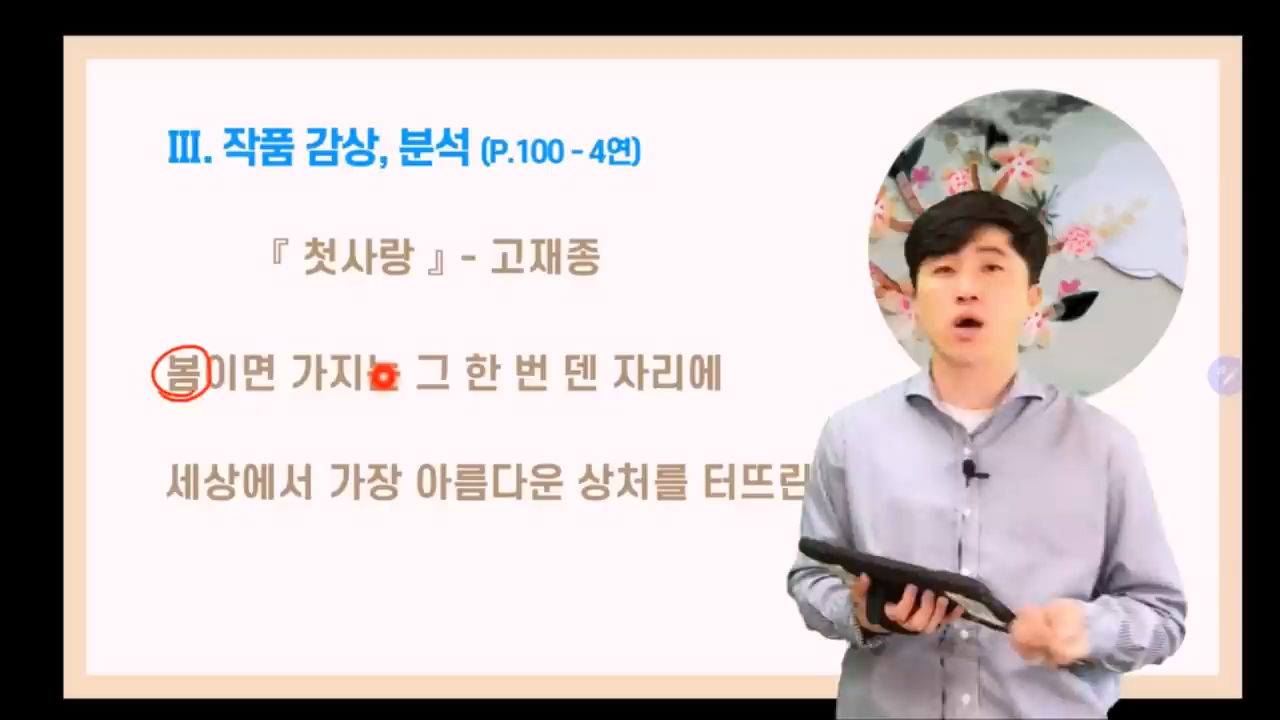 Ⅲ. 작품 감상, 분석 (P.100 - 4연)
『 첫사랑 』 - 고재종
봄이면 가지는 그 한 번 덴 자리에
세상에서 가장 아름다운 상처를 터뜨린